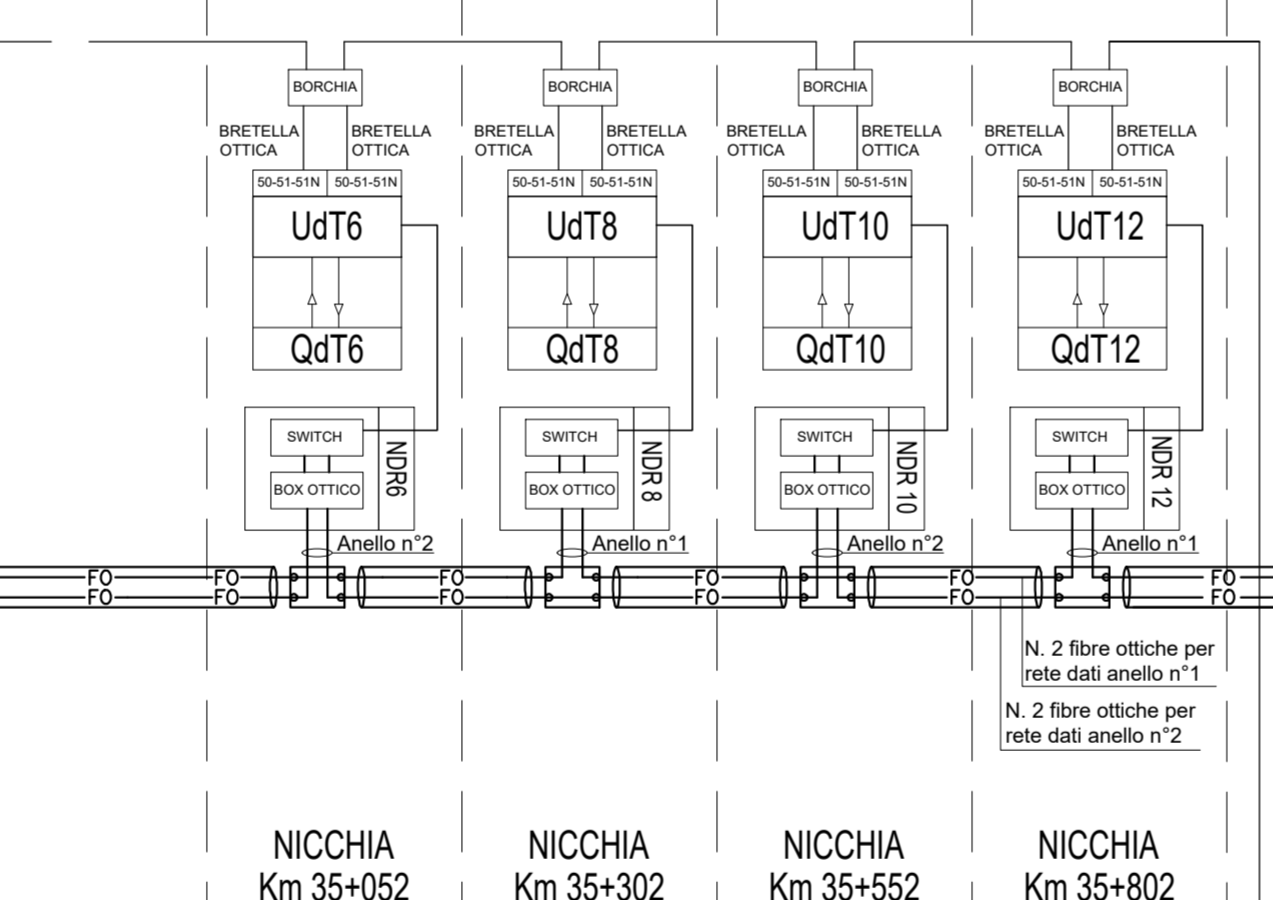 BORCHIA BORCHIA BORCHIA BORCHIA
BRETELLA BRETELLA BRETELLA BRETELLA BRETELLA BRETELLA BRETELLA BRETELLA
OTTICA OTTICA OTTICA OTTICA OTTICA OTTICA OTTICA OTTICA
50-51-51N 50-51-51N 50-51-51N 50-51-51N 50-51-51N 50-51-51N 50-51-51N 50-51-51N
UdT6 UdT8 UdT10 UdT12
QdT6 QdT8 QdT10 QdT12
SWITCH SWITCH SWITCH SWITCH
NDR6 NDR 8 NDR 10 NDR 12
BOX OTTICO BOX OTTICO BOX OTTICO BOX OTTICO
Anello n°2 Anello n°1 Anello n°2 Anello n°1
FO FO FO FO FO FO
FO FO FO FO FO FO
N. 2 fibre ottiche per
rete dati anello n°1
N. 2 fibre ottiche per
rete dati anello n°2
NICCHIA NICCHIA NICCHIA NICCHIA
Km 35+052 Km 35+302 Km 35+552 Km 35+802